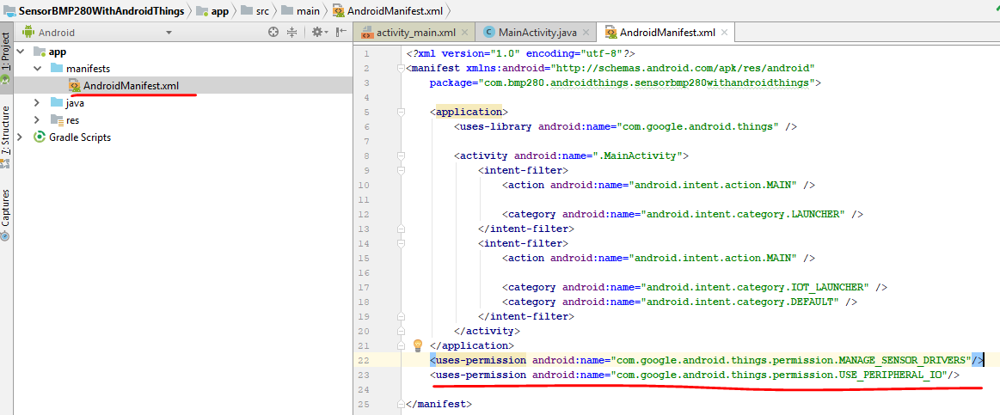 SensorBMP280WithAndroidThings app src main AndroidManifest.xml
1: Project
7: Structure
Captures
Android
app
manifests
AndroidManifest.xml
java
res
Gradle Scripts
activity_main.xml MainActivity.java AndroidManifest.xml
1 <?xml version="1.0" encoding="utf-8"?>
2 <manifest xmlns:android="http://schemas.android.com/apk/res/android"
3 package="com.bmp280.androidthings.sensorbmp280withandroidthings">
4
5 <application>
6 <uses-library android:name="com.google.android.things" />
7
8 <activity android:name=".MainActivity">
9 <intent-filter>
10 <action android:name="android.intent.action.MAIN" />
11
12 <category android:name="android.intent.category.LAUNCHER" />
13 </intent-filter>
14 <intent-filter>
15 <action android:name="android.intent.action.MAIN" />
16
17 <category android:name="android.intent.category.IOT_LAUNCHER" />
18 <category android:name="android.intent.category.DEFAULT" />
19 </intent-filter>
20 </activity>
21 </application>
22 <uses-permission android:name="com.google.android.things.permission.MANAGE_SENSOR_DRIVERS"/>
23 <uses-permission android:name="com.google.android.things.permission.USE_PERIPHERAL_IO"/>
24
25 </manifest>